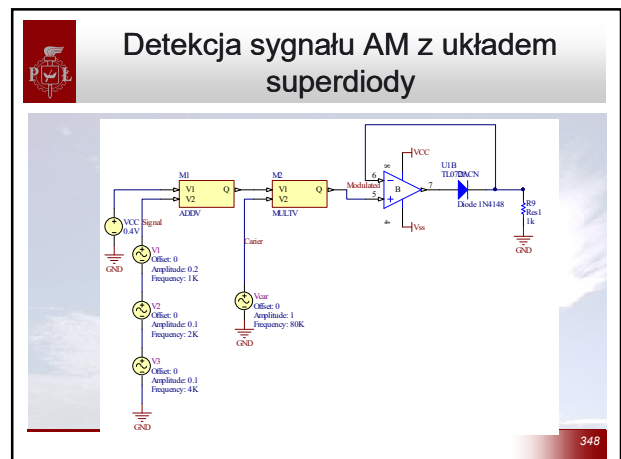 Detekcja sygnału AM z układem
superdiody
P Ł
M1
V1 Q
V2
ADDV
M2
V1 Q
V2
MULTV
VCC
0.4V
Signal
GND
V1
Offset: 0
Amplitude: 0.2
Frequency: 1K
V2
Offset: 0
Amplitude: 0.1
Frequency: 2K
V3
Offset: 0
Amplitude: 0.1
Frequency: 4K
GND
Carier
Vcar
Offset: 0
Amplitude: 1
Frequency: 80K
GND
Modulated
8
VCC
6
5
B
7
4
Vss
U1B
Diode 1N4148
R9
Res1
1k
GND
348